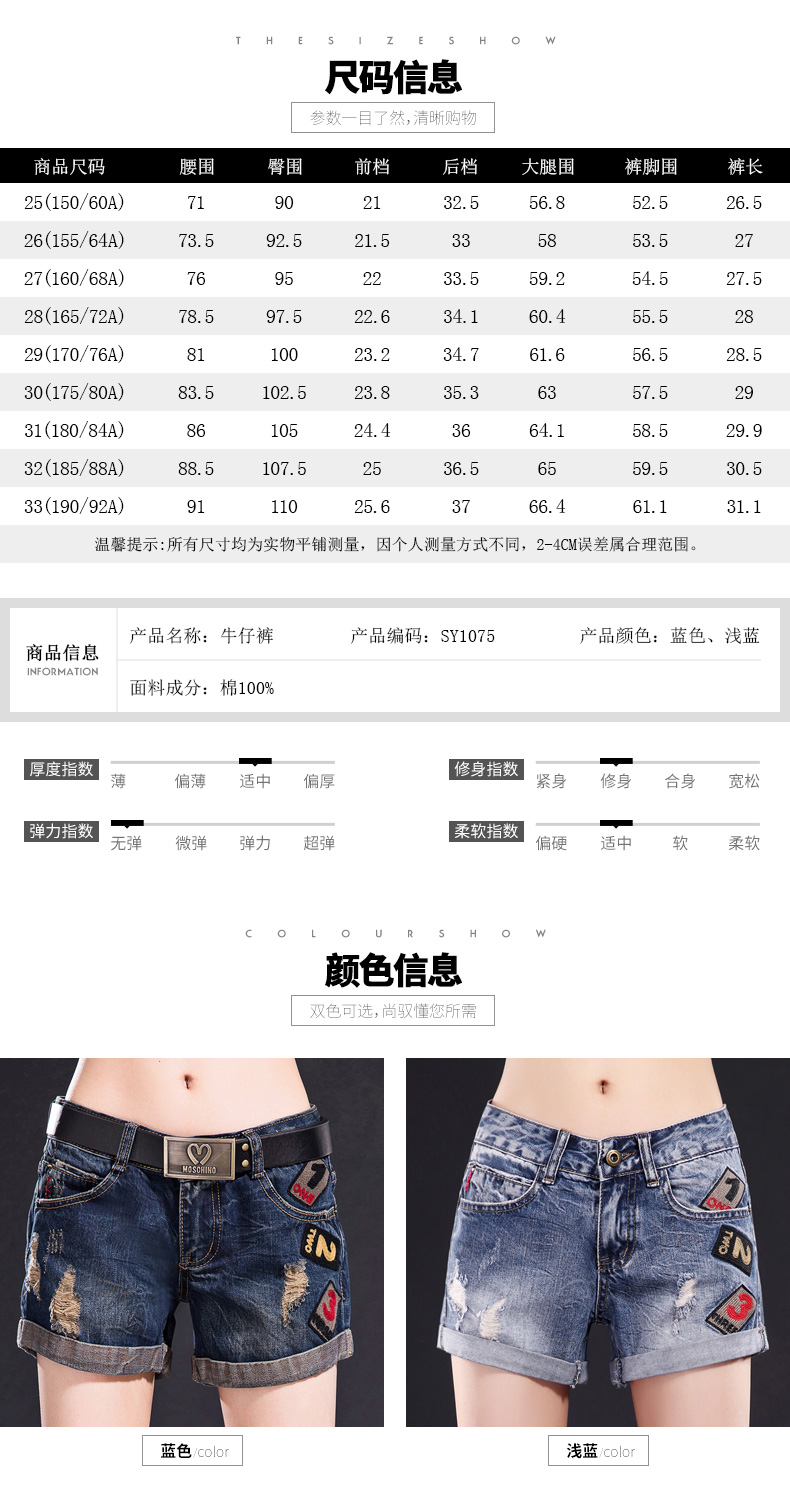 THESIZESHOW
尺码信息
参数一目了然,清晰购物
商品尺码 腰围 臀围 前档 后档 大腿围 裤脚围 裤长
25(150/60A) 71 90 21 32.5 56.8 52.5 26.5
26(155/64A) 73.5 92.5 21.5 33 58 53.5 27
27(160/68A) 76 95 22 33.5 59.2 54.5 27.5
28(165/72A) 78.5 97.5 22.6 34.1 60.4 55.5 28
29(170/76A) 81 100 23.2 34.7 61.6 56.5 28.5
30(175/80A) 83.5 102.5 23.8 35.3 63 57.5 29
31(180/84A) 86 105 24.4 36 64.1 58.5 29.9
32(185/88A) 88.5 107.5 25 36.5 65 59.5 30.5
33(190/92A) 91 110 25.6 37 66.4 61.1 31.1
温馨提示:所有尺寸均为实物平铺测量，因个人测量方式不同，2-4CM误差属合理范围。
商品信息
INFORMATION
产品名称：牛仔裤 产品编码：SY1075 产品颜色：蓝色、浅蓝
面料成分：棉100%
厚度指数 薄 偏薄 适中 偏厚
修身指数 紧身 修身 合身 宽松
弹力指数 无弹 微弹 弹力 超弹
柔软指数 偏硬 适中 软 柔软
COLOURSHOW
颜色信息
双色可选,尚驭懂您所需
MOSCHINO
1
ONE
2
TWO
3
1
ONE
2
TWO
3
蓝色/color
浅蓝/color